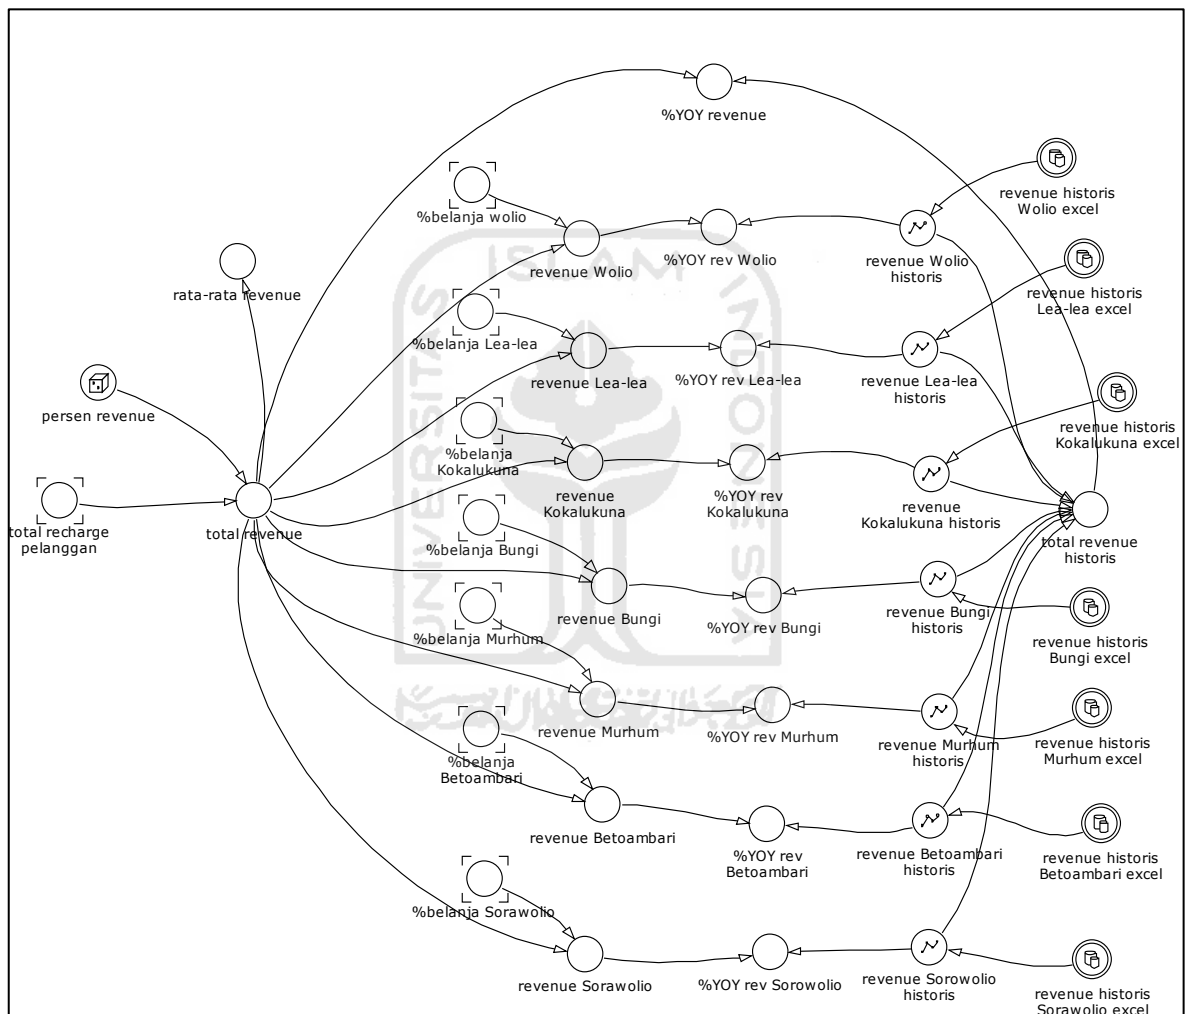 %YOY revenue
revenue historis
Wolio excel
%belanja wolio
%YOY rev Wolio
revenue Wolio
revenue Wolio
historis
rata-rata revenue
revenue historis
Lea-lea excel
%belanja Lea-lea
revenue Lea-lea
%YOY rev Lea-lea
revenue Lea-lea
historis
persen revenue
revenue historis
Kokalukuna excel
%belanja
Kokalukuna
revenue
Kokalukuna
%YOY rev
Kokalukuna
revenue
Kokalukuna historis
total recharge
pelanggan
total revenue
total revenue
historis
%belanja Bungi
revenue Bungi
%YOY rev Bungi
revenue Bungi
historis
revenue historis
Bungi excel
%belanja Murhum
revenue Murhum
%YOY rev Murhum
revenue Murhum
historis
revenue historis
Murhum excel
%belanja
Betoambari
revenue Betoambari
%YOY rev
Betoambari
revenue Betoambari
historis
revenue historis
Betoambari excel
%belanja Sorawolio
revenue Sorawolio
%YOY rev Sorowolio
revenue Sorowolio
historis
revenue historis
Sorawolio excel
UNIVERSITAS
ISLAM
INDONESIA